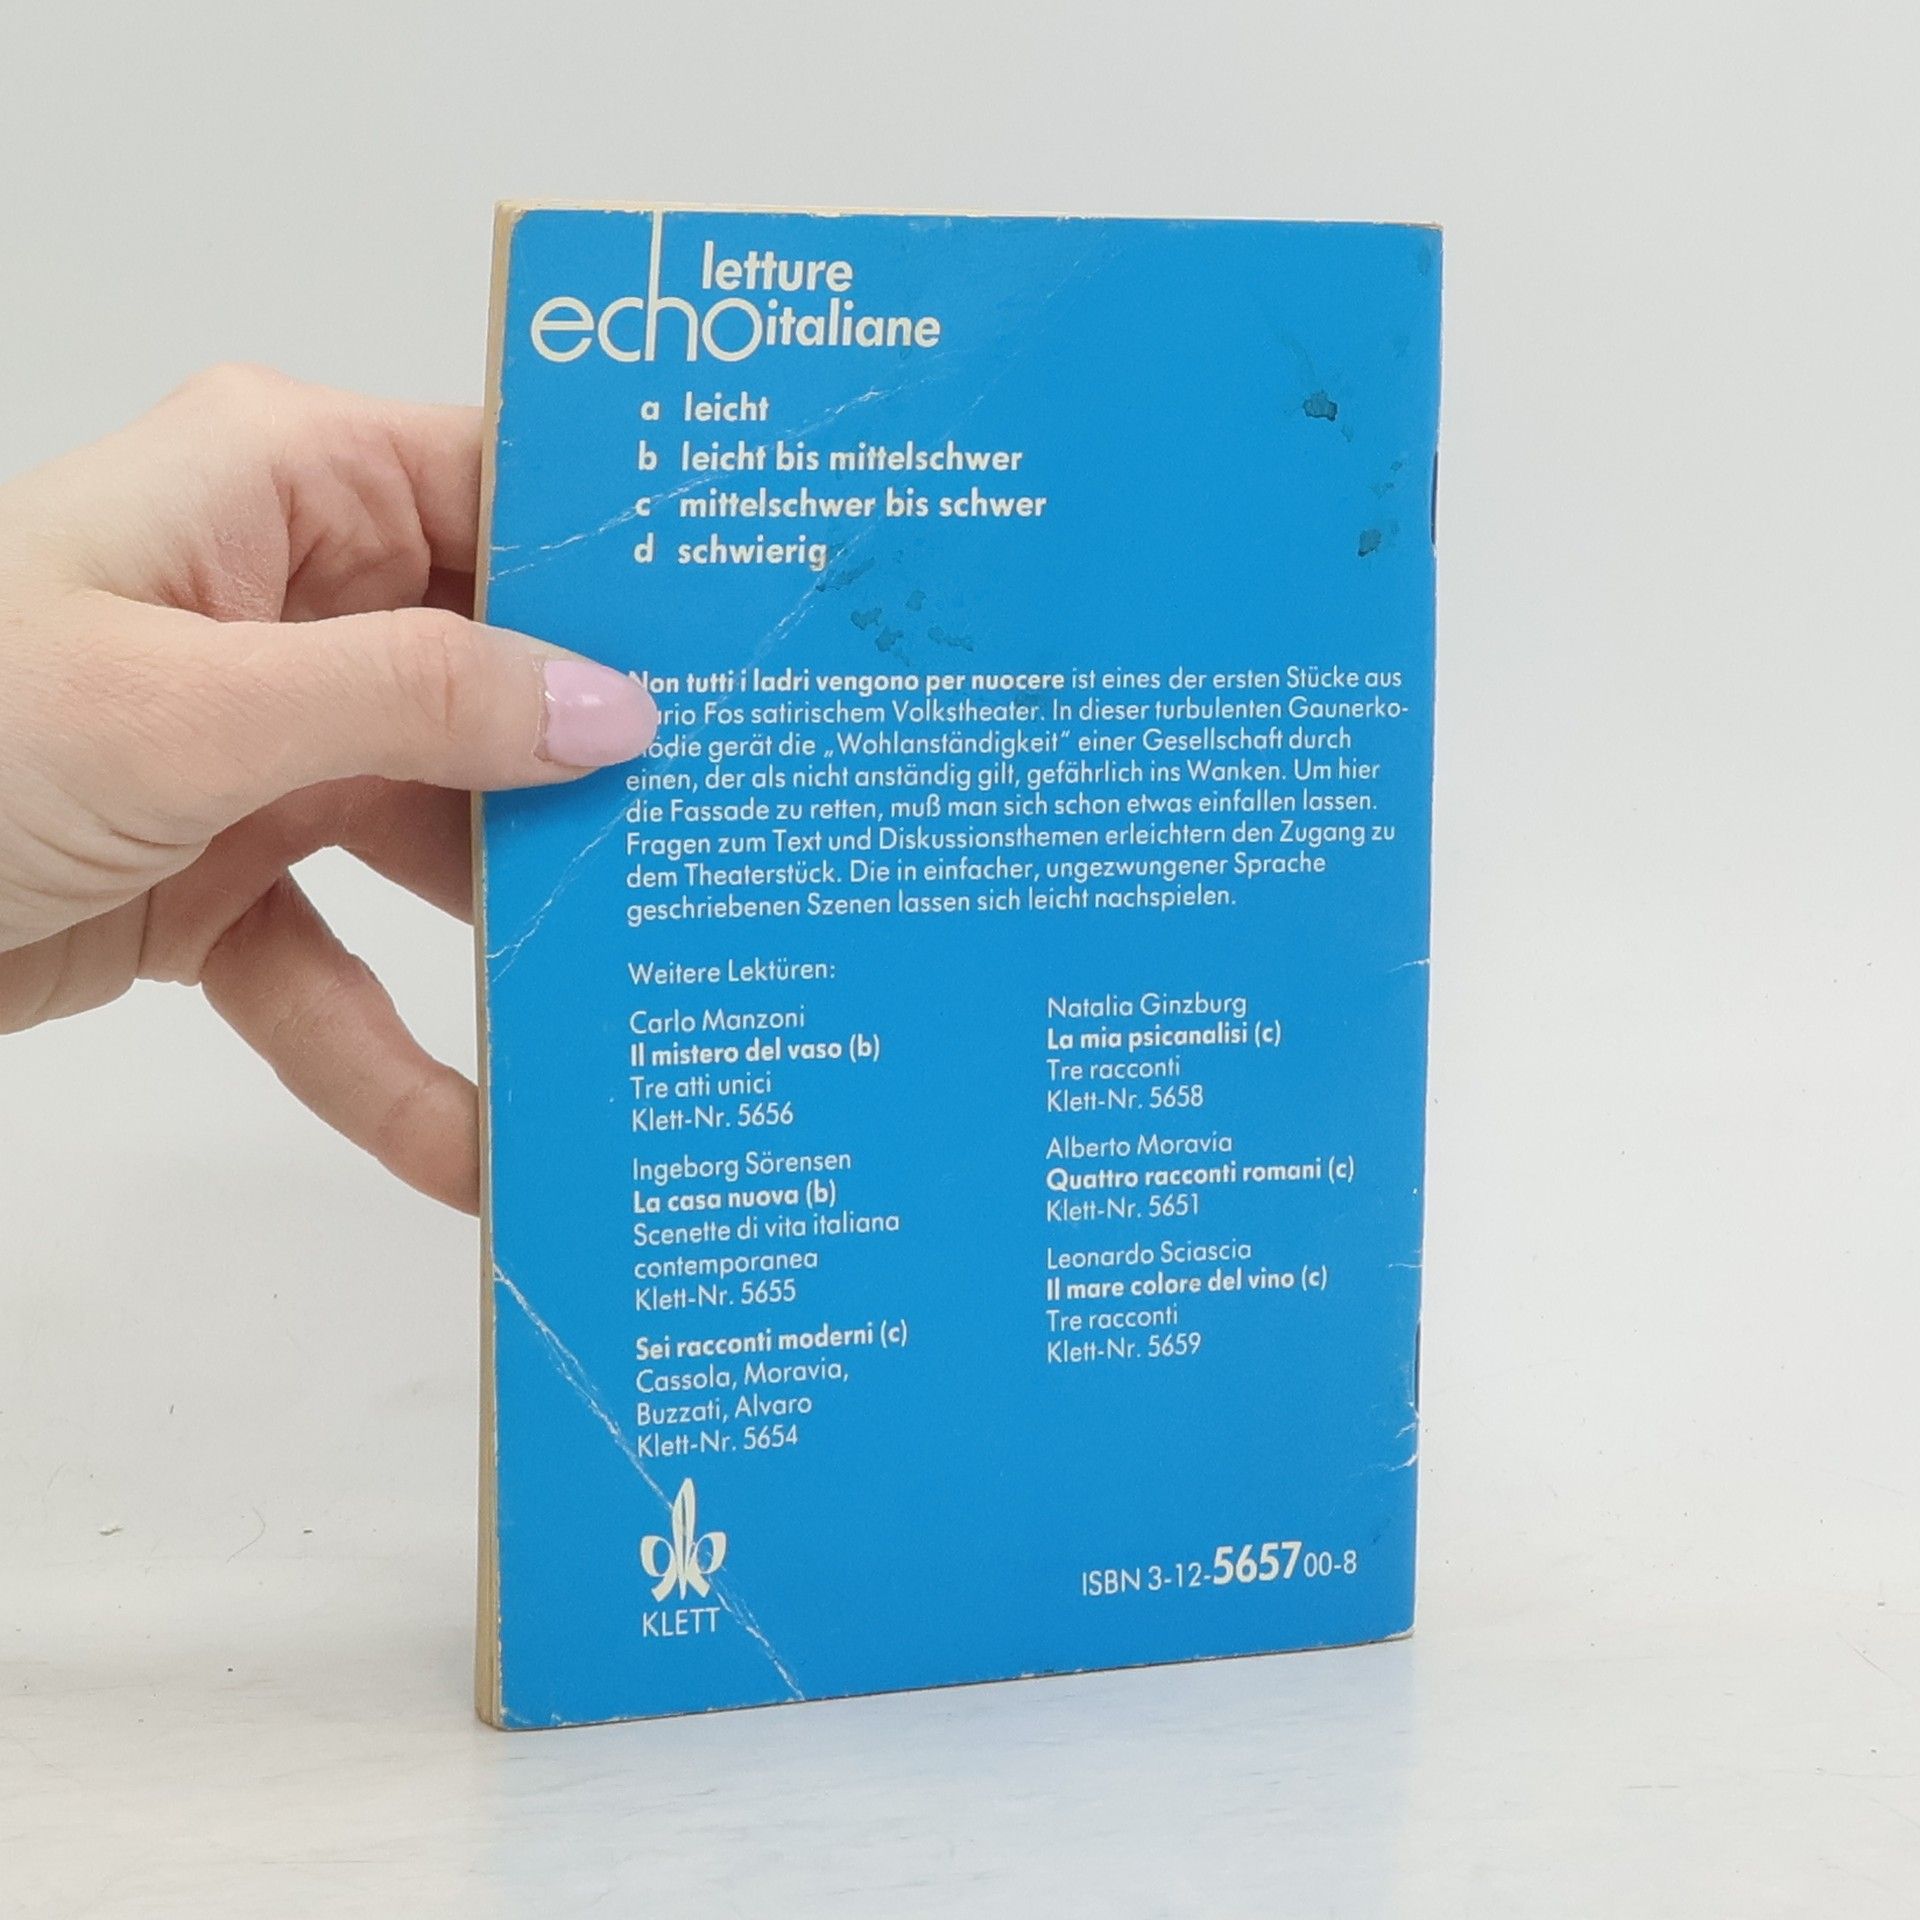 letture
echo italiane
a leicht
b leicht bis mittelschwer
c mittelschwer bis schwer
d schwierig
Non tutti i ladri vengono per nuocere ist eines der ersten Stücke aus
Fos satirischem Volkstheater. In dieser turbulenten Gaunerko-
gerät die „Wohlanständigkeit“ einer Gesellschaft durch
einen, der als nicht anständig gilt, gefährlich ins Wanken. Um hier
die Fassade zu retten, muß man sich schon etwas einfallen lassen.
Fragen zum Text und Diskussionsthemen erleichtern den Zugang zu
dem Theaterstück. Die in einfacher, ungezwungener Sprache
geschriebenen Szenen lassen sich leicht nachspielen.
Weitere Lektüren:
Carlo Manzoni
Il mistero del vaso (b)
Tre atti unici
Klett-Nr. 5656
Ingeborg Sörensen
La casa nuova (b)
Scenette di vita italiana
contemporanea
Klett-Nr. 5655
Sei racconti moderni (c)
Cassola, Moravia,
Buzzati, Alvaro
Klett-Nr. 5654
Natalia Ginzburg
La mia psicanalisi (c)
Tre racconti
Klett-Nr. 5658
Alberto Moravia
Quattro racconti romani (c)
Klett-Nr. 5651
Leonardo Sciascia
Il mare colore del vino (c)
Tre racconti
Klett-Nr. 5659
KLETT
ISBN 3-12-565700-8